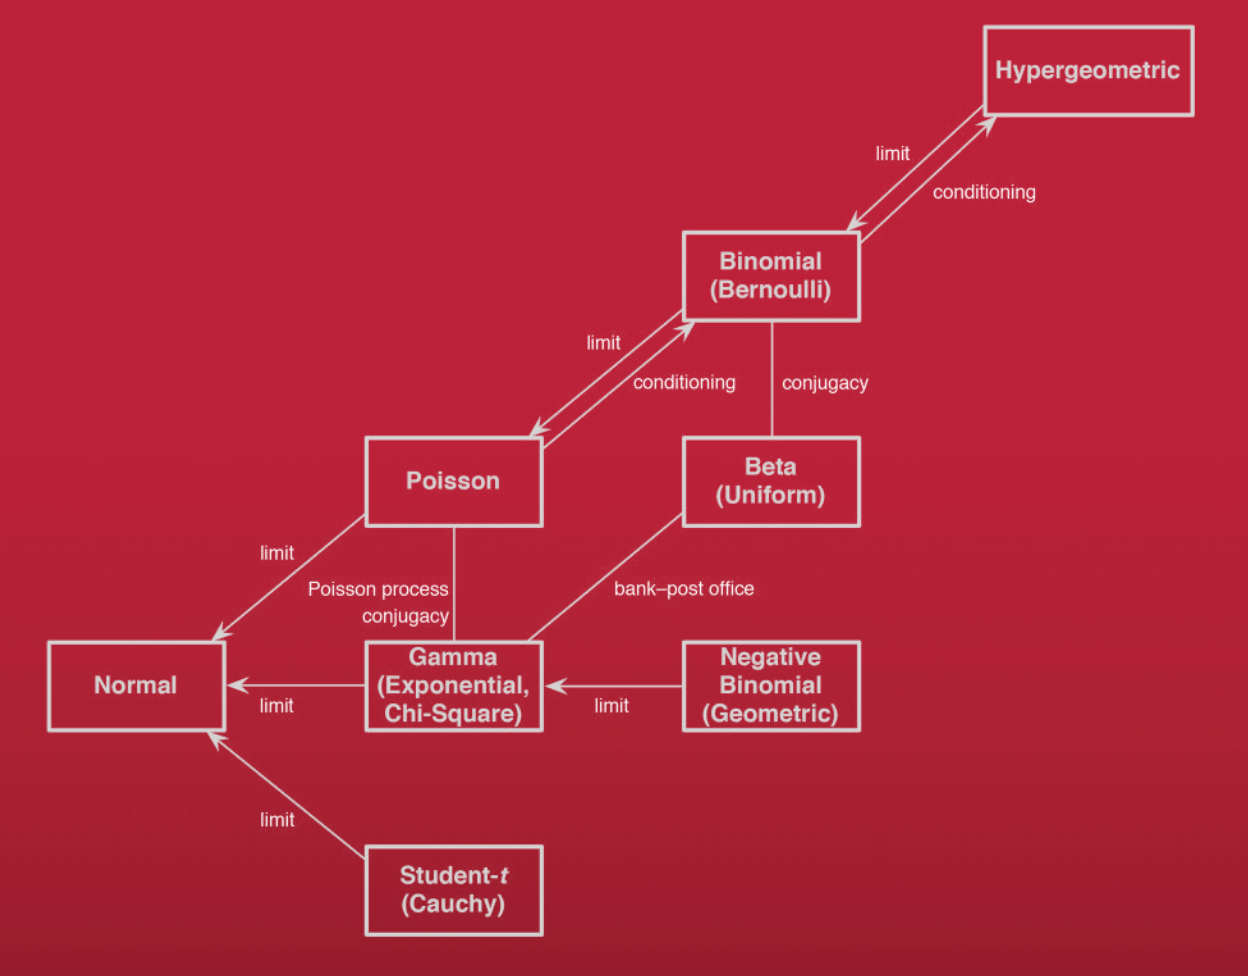 Hypergeometric
limit
conditioning
Binomial
(Bernoulli)
limit
conditioning
conjugacy
Poisson
Beta
(Uniform)
limit
Poisson process
conjugacy
bank–post office
Normal
limit
Gamma
(Exponential,
Chi-Square)
limit
Negative
Binomial
(Geometric)
limit
Student-t
(Cauchy)